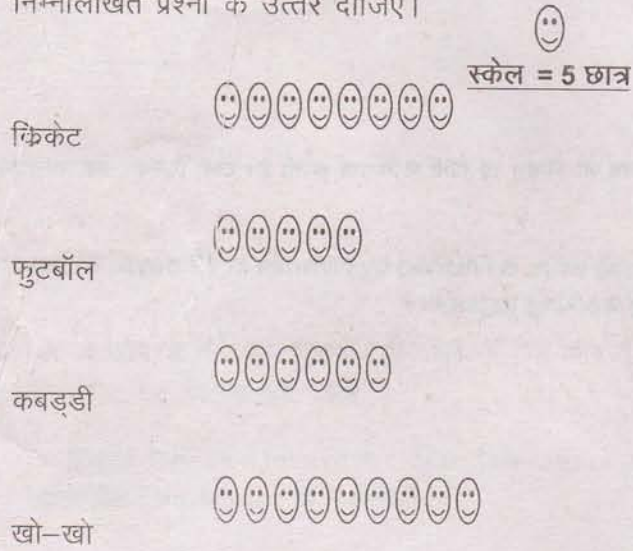 निम्नलिखित प्रश्नों के उत्तर दीजिए।
स्केल = 5 छात्र
क्रिकेट
फुटबॉल
कबड्डी
खो-खो